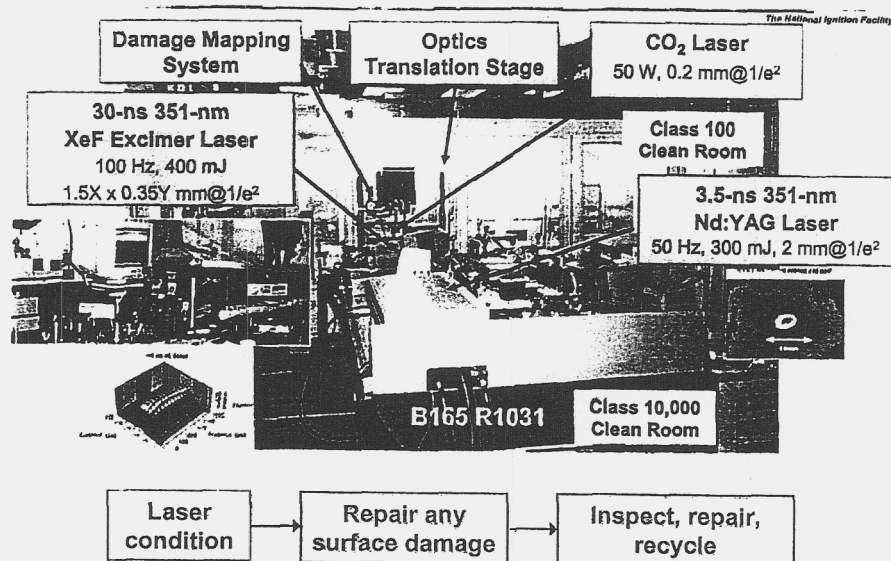 The National Ignition Facility
Damage Mapping
System
Optics
Translation Stage
CO₂ Laser
50 W, 0.2 mm@1/e²
30-ns 351-nm
XeF Excimer Laser
100 Hz, 400 mJ
1.5X x 0.35Y mm@1/e²
Class 100
Clean Room
3.5-ns 351-nm
Nd:YAG Laser
50 Hz, 300 mJ, 2 mm@1/e²
B165 R1031
Class 10,000
Clean Room
Laser
condition
Repair any
surface damage
Inspect, repair,
recycle